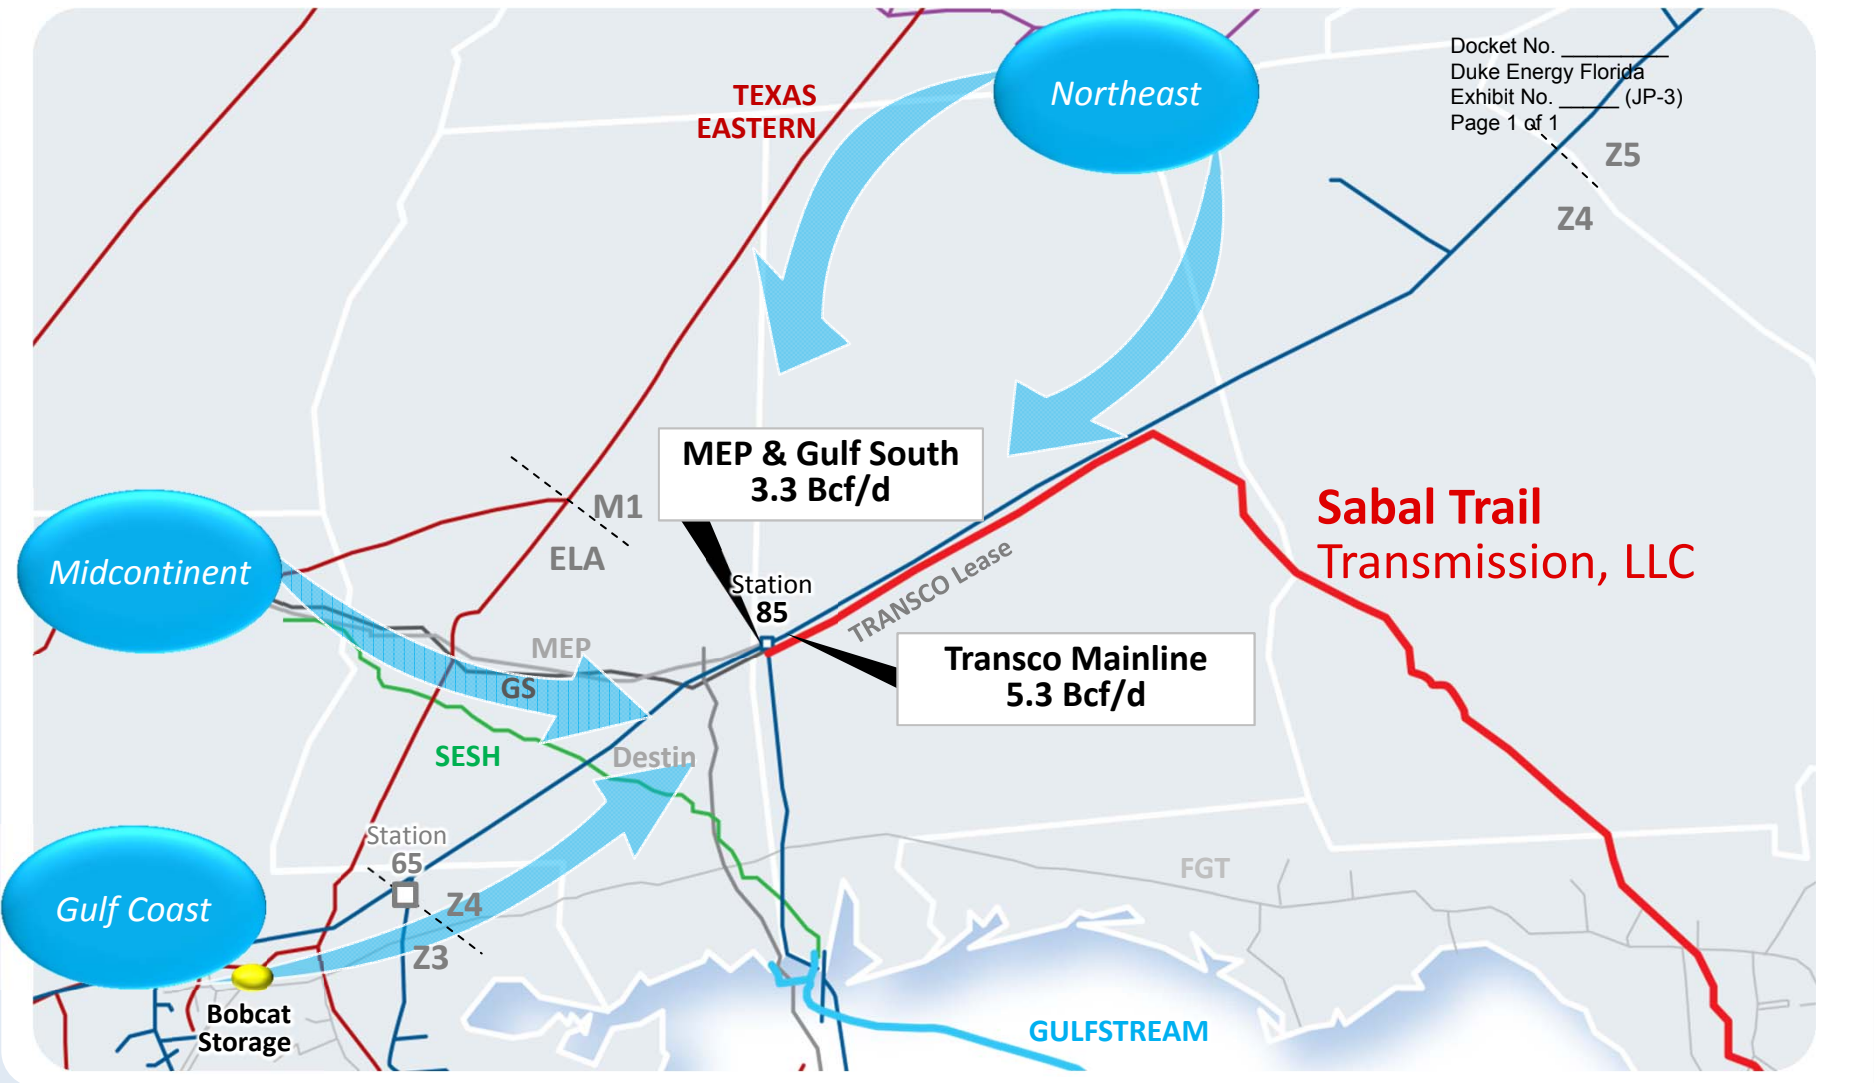 Docket No. _________
Duke Energy Florida
Exhibit No. _____ (JP-3)
Page 1 of 1
TEXAS
EASTERN
Northeast
Z5
Z4
MEP & Gulf South
3.3 Bcf/d
M1
ELA
Sabal Trail
Transmission, LLC
Midcontinent
Station
85
TRANSCO Lease
MEP
GS
Transco Mainline
5.3 Bcf/d
SESH
Destin
Station
65
Z4
Z3
FGT
Gulf Coast
Bobcat
Storage
GULFSTREAM